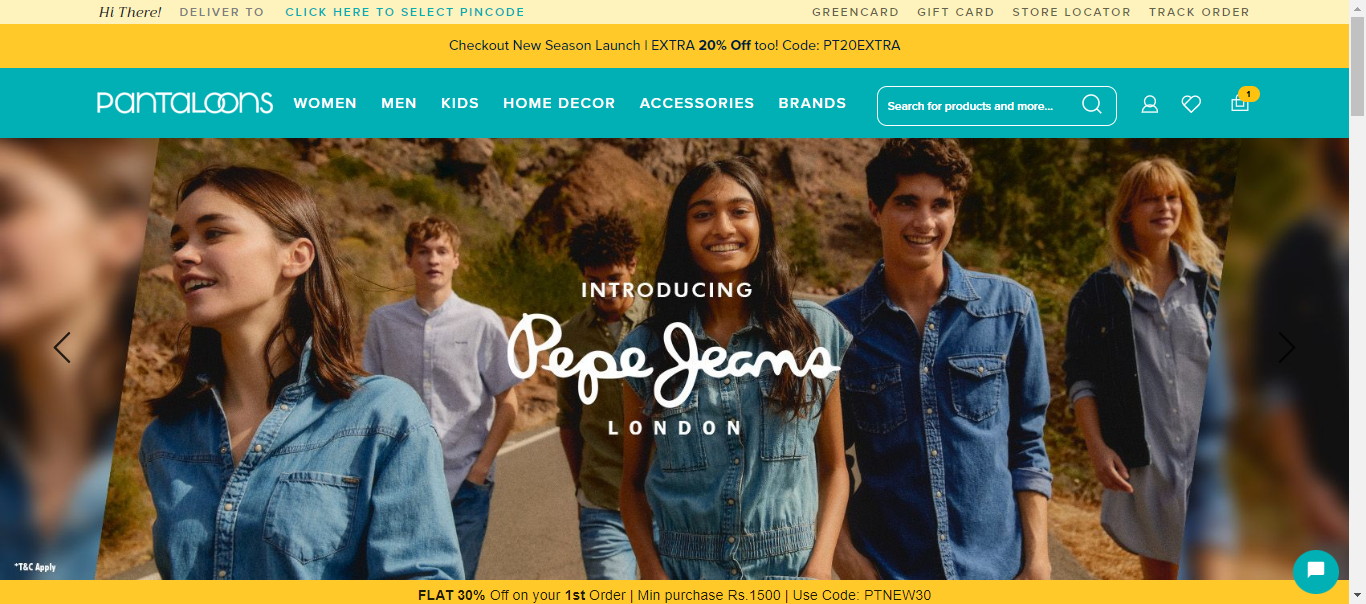 Hi There! DELIVER TO CLICK HERE TO SELECT PINCODE GREENCARD GIFT CARD STORE LOCATOR TRACK ORDER
Checkout New Season Launch | EXTRA 20% Off too! Code: PT20EXTRA
PANTALOONS WOMEN MEN KIDS HOME DECOR ACCESSORIES BRANDS Search for products and more... 1
INTRODUCING
Pepe Jeans
LONDON
*T&C Apply
FLAT 30% Off on your 1st Order | Min purchase Rs.1500 | Use Code: PTNEW30